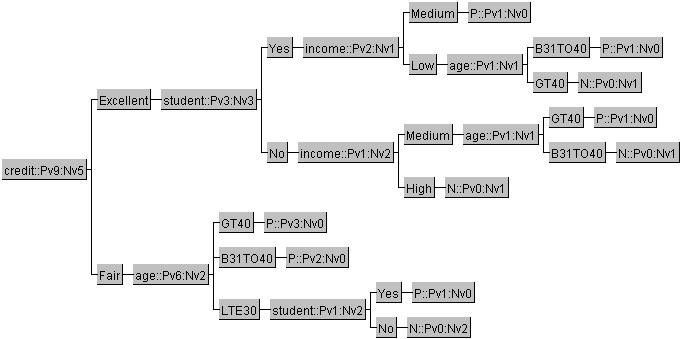 Medium P::Pv1:Nv0
Yes income::Pv2:Nv1
B31TO40 P::Pv1:Nv0
Low age::Pv1:Nv1
GT40 N::Pv0:Nv1
Excellent student::Pv3:Nv3
GT40 P::Pv1:Nv0
Medium age::Pv1:Nv1
No income::Pv1:Nv2
B31TO40 N::Pv0:Nv1
credit::Pv9:Nv5
High N::Pv0:Nv1
GT40 P::Pv3:Nv0
B31TO40 P::Pv2:Nv0
Fair age::Pv6:Nv2
Yes P::Pv1:Nv0
LTE30 student::Pv1:Nv2
No N::Pv0:Nv2